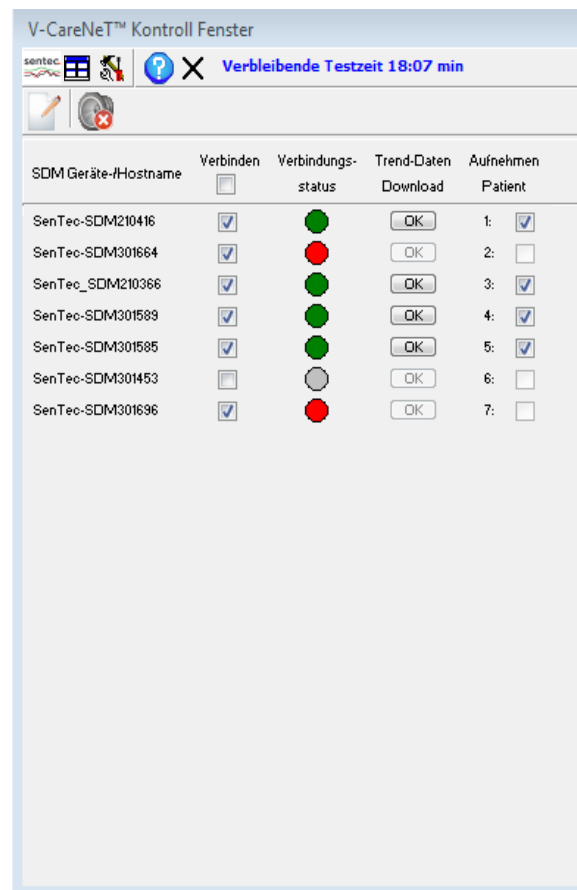 V-CareNeT™ Kontroll Fenster
sentec ? Verbleibende Testzeit 18:07 min
SDM Geräte-/Hostname Verbinden Verbindungs-status Trend-Daten Download Aufnehmen Patient
SenTec-SDM210416 OK 1:
SenTec-SDM301664 OK 2:
SenTec_SDM210366 OK 3:
SenTec-SDM301589 OK 4:
SenTec-SDM301585 OK 5:
SenTec-SDM301453 OK 6:
SenTec-SDM301696 OK 7: